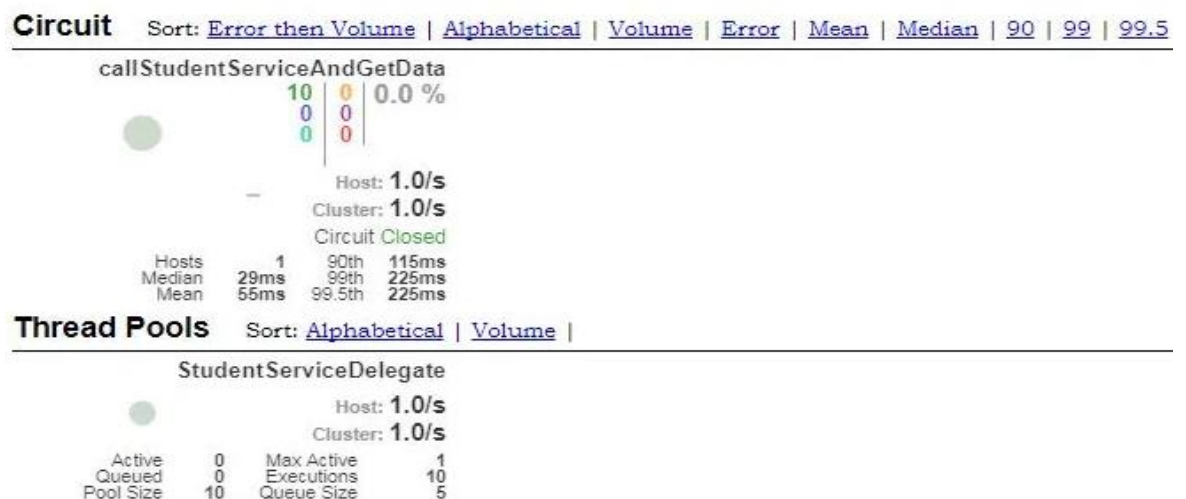 Circuit Sort: Error then Volume | Alphabetical | Volume | Error | Mean | Median | 90 | 99 | 99.5
callStudentServiceAndGetData
10 0 0.0 %
0 0
0 0
Host: 1.0/s
Cluster: 1.0/s
Circuit Closed
Hosts 1 90th 115ms
Median 29ms 99th 225ms
Mean 55ms 99.5th 225ms
Thread Pools Sort: Alphabetical | Volume |
StudentServiceDelegate
Host: 1.0/s
Cluster: 1.0/s
Active 0 Max Active 1
Queued 0 Executions 10
Pool Size 10 Queue Size 5